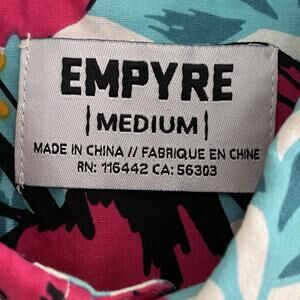 EMPYRE
| MEDIUM |
MADE IN CHINA // FABRIQUE EN CHINE
RN: 116442 CA: 56303